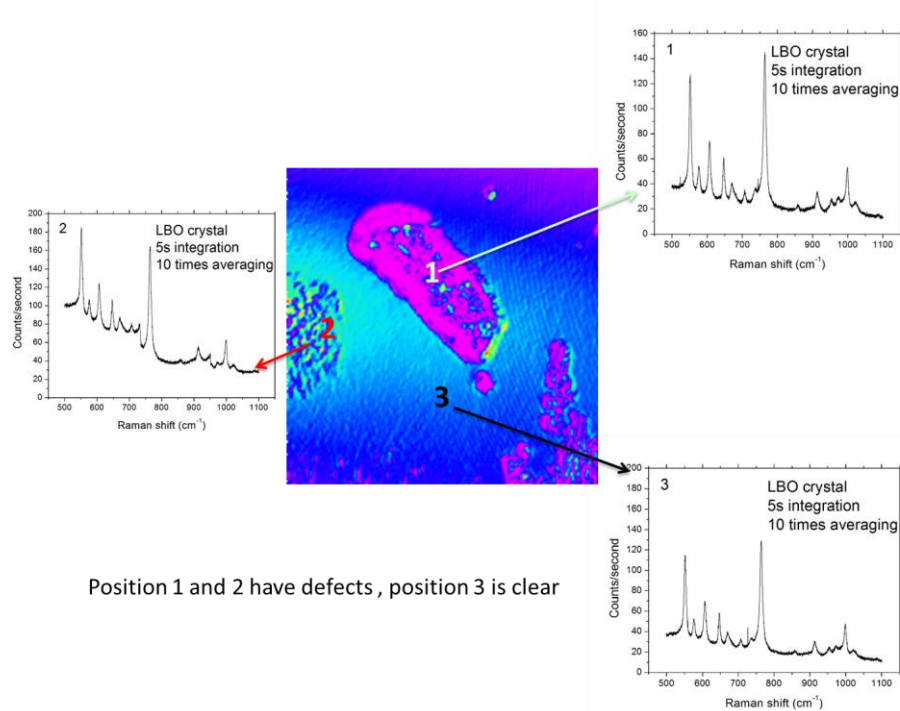 1
LBO crystal
5s integration
10 times averaging
Counts/second
160
140
120
100
80
60
40
20
0
500 600 700 800 900 1000 1100
Raman shift (cm⁻¹)
2
LBO crystal
5s integration
10 times averaging
Counts/second
200
180
160
140
120
100
80
60
40
20
0
500 600 700 800 900 1000 1100
Raman shift (cm⁻¹)
1
2
3
3
LBO crystal
5s integration
10 times averaging
Counts/second
200
180
160
140
120
100
80
60
40
20
0
500 600 700 800 900 1000 1100
Raman shift (cm⁻¹)
Position 1 and 2 have defects , position 3 is clear